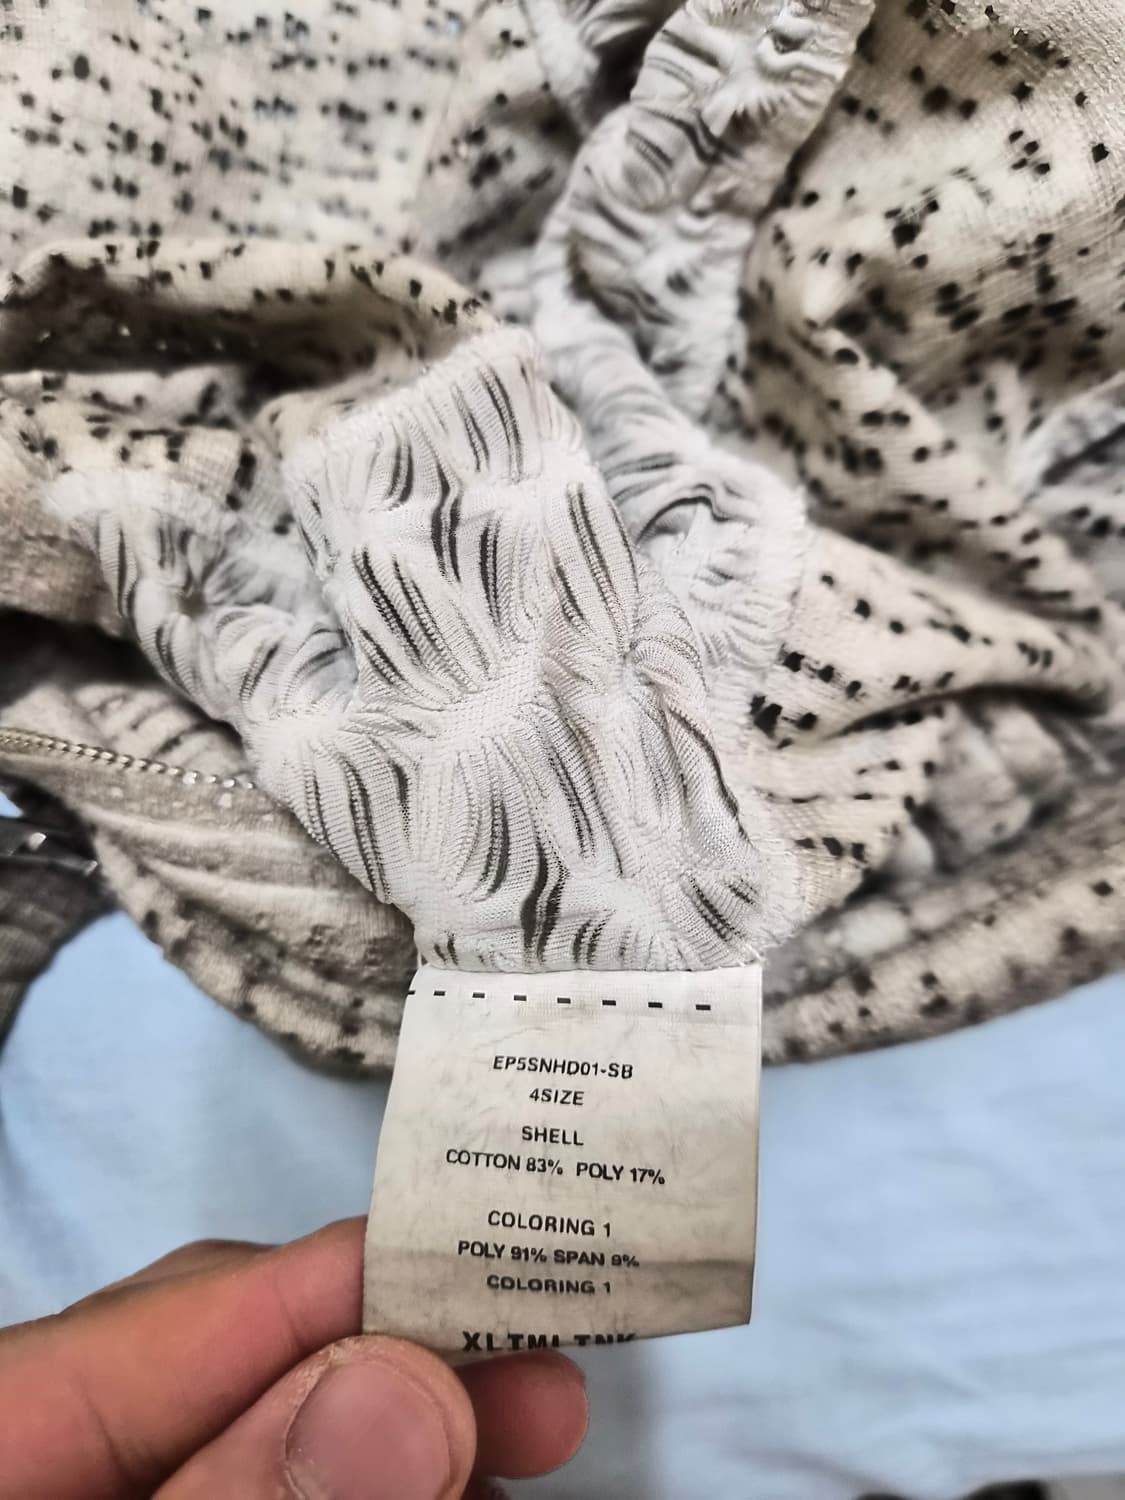 EP5SNHD01-SB
4SIZE
SHELL
COTTON 83% POLY 17%
COLORING 1
POLY 91% SPAN 9%
COLORING 1